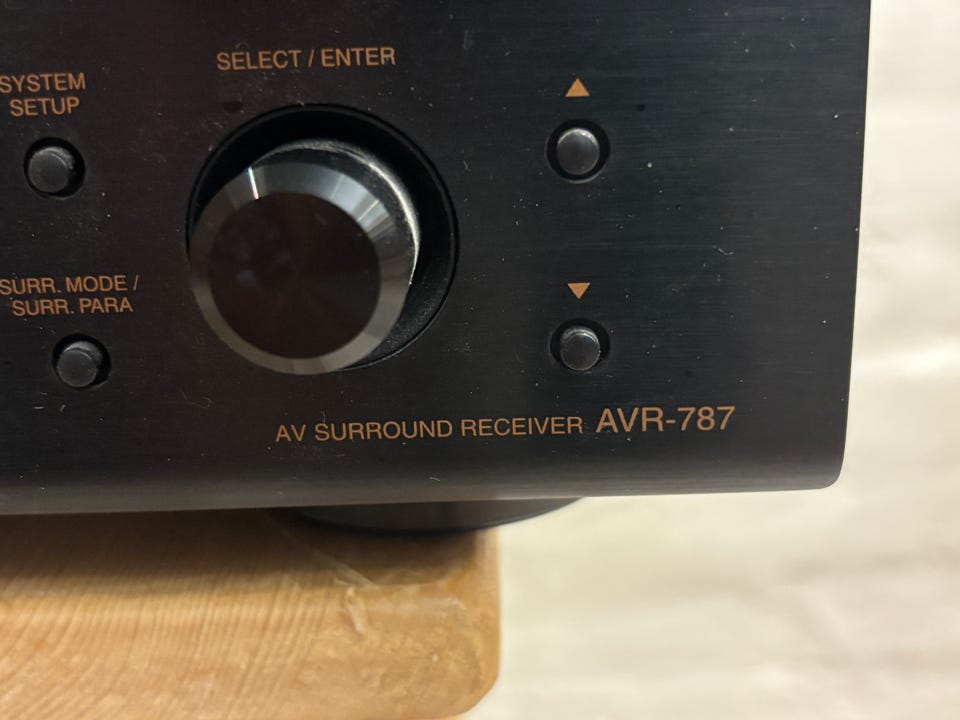 SELECT / ENTER
SYSTEM
SETUP
SURR. MODE /
SURR. PARA
AV SURROUND RECEIVER AVR-787